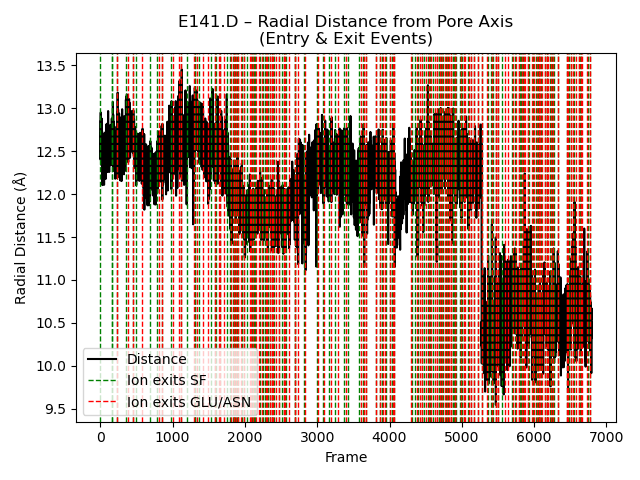 E141.D – Radial Distance from Pore Axis
(Entry & Exit Events)
Radial Distance (Å)
13.5
13.0
12.5
12.0
11.5
11.0
10.5
10.0
9.5
Distance
Ion exits SF
Ion exits GLU/ASN
0 1000 2000 3000 4000 5000 6000 7000
Frame